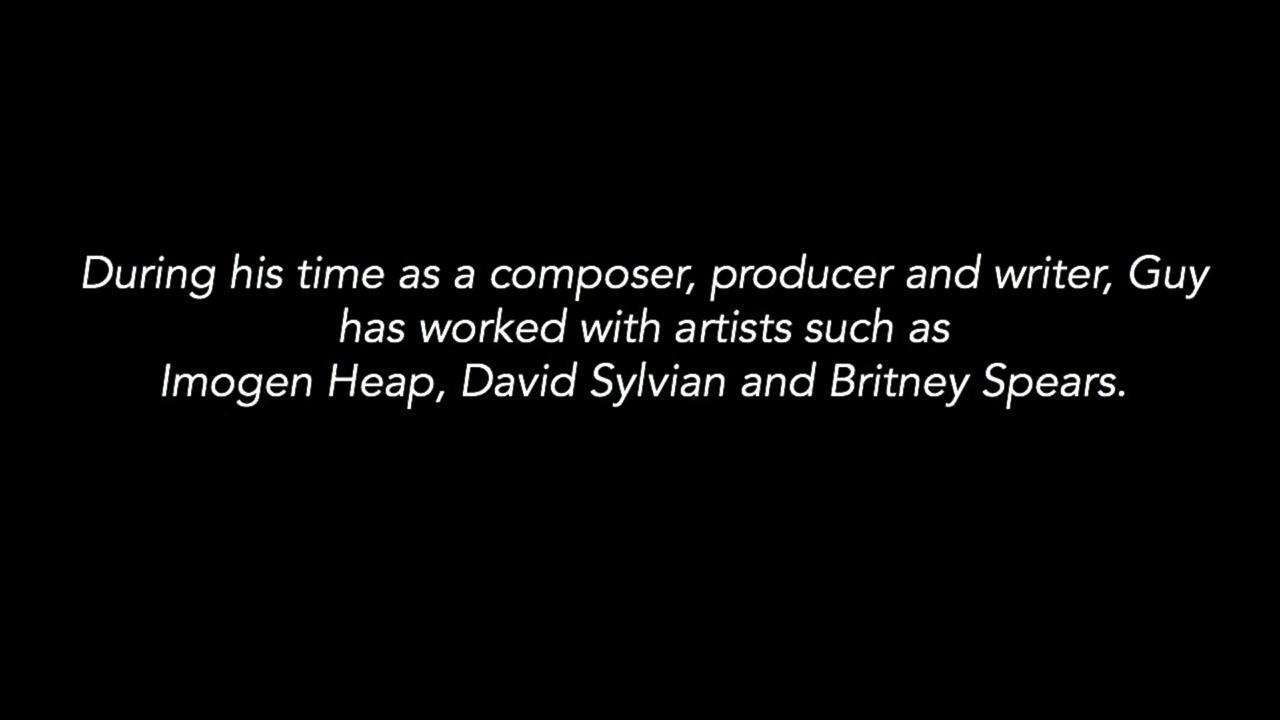 During his time as a composer, producer and writer, Guy
has worked with artists such as
Imogen Heap, David Sylvian and Britney Spears.